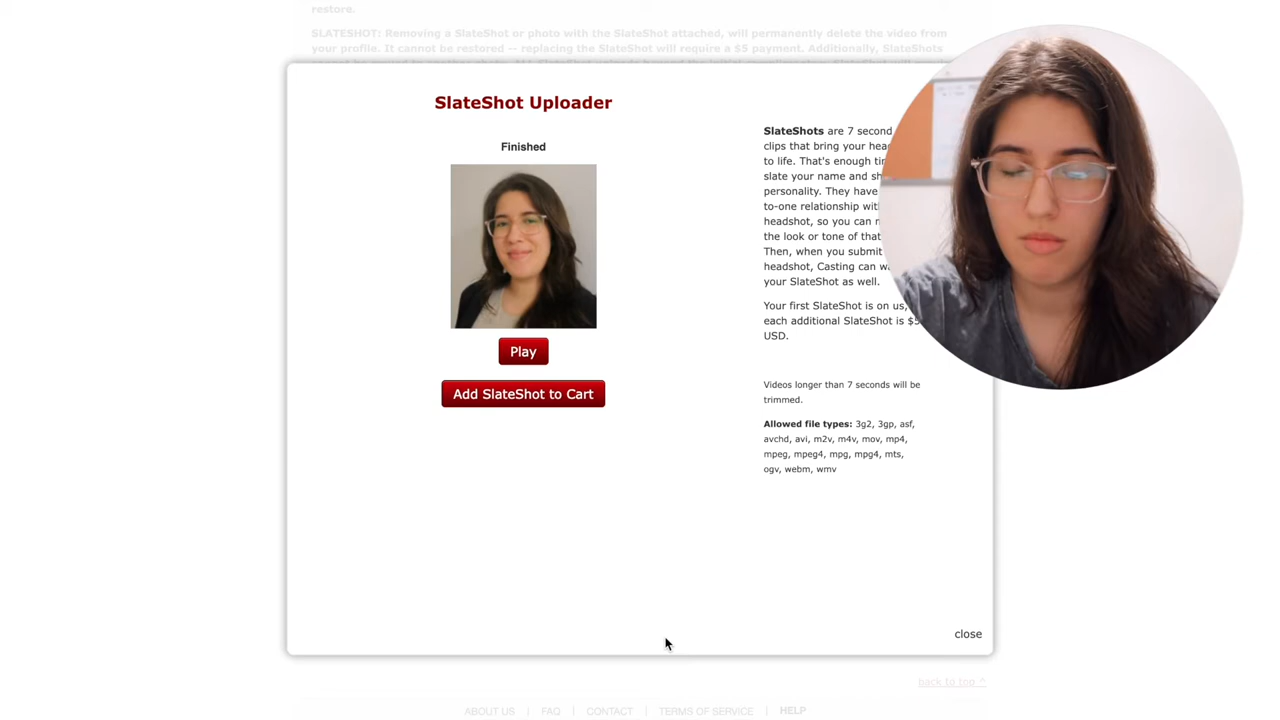 restore.
SLATESHOT: Removing a SlateShot or photo with the SlateShot attached, will permanently delete the video from
your profile. It cannot be restored -- replacing the SlateShot will require a $5 payment. Additionally, SlateShots
SlateShot Uploader
Finished
Play
Add SlateShot to Cart
SlateShots are 7 second
clips that bring your
to life. That's enough
slate your name and
personality. They have
to-one relationship
headshot, so you can
the look or tone of that
Then, when you submit
headshot, Casting can
your SlateShot as well.
Your first SlateShot is on us,
each additional SlateShot is $5
USD.
Videos longer than 7 seconds will be
trimmed.
Allowed file types: 3g2, 3gp, asf,
avchd, avi, m2v, m4v, mov, mp4,
mpeg, mpeg4, mpg, mpg4, mts,
ogv, webm, wmv
close
back to top ^
ABOUT US | FAQ | CONTACT | TERMS OF SERVICE | HELP